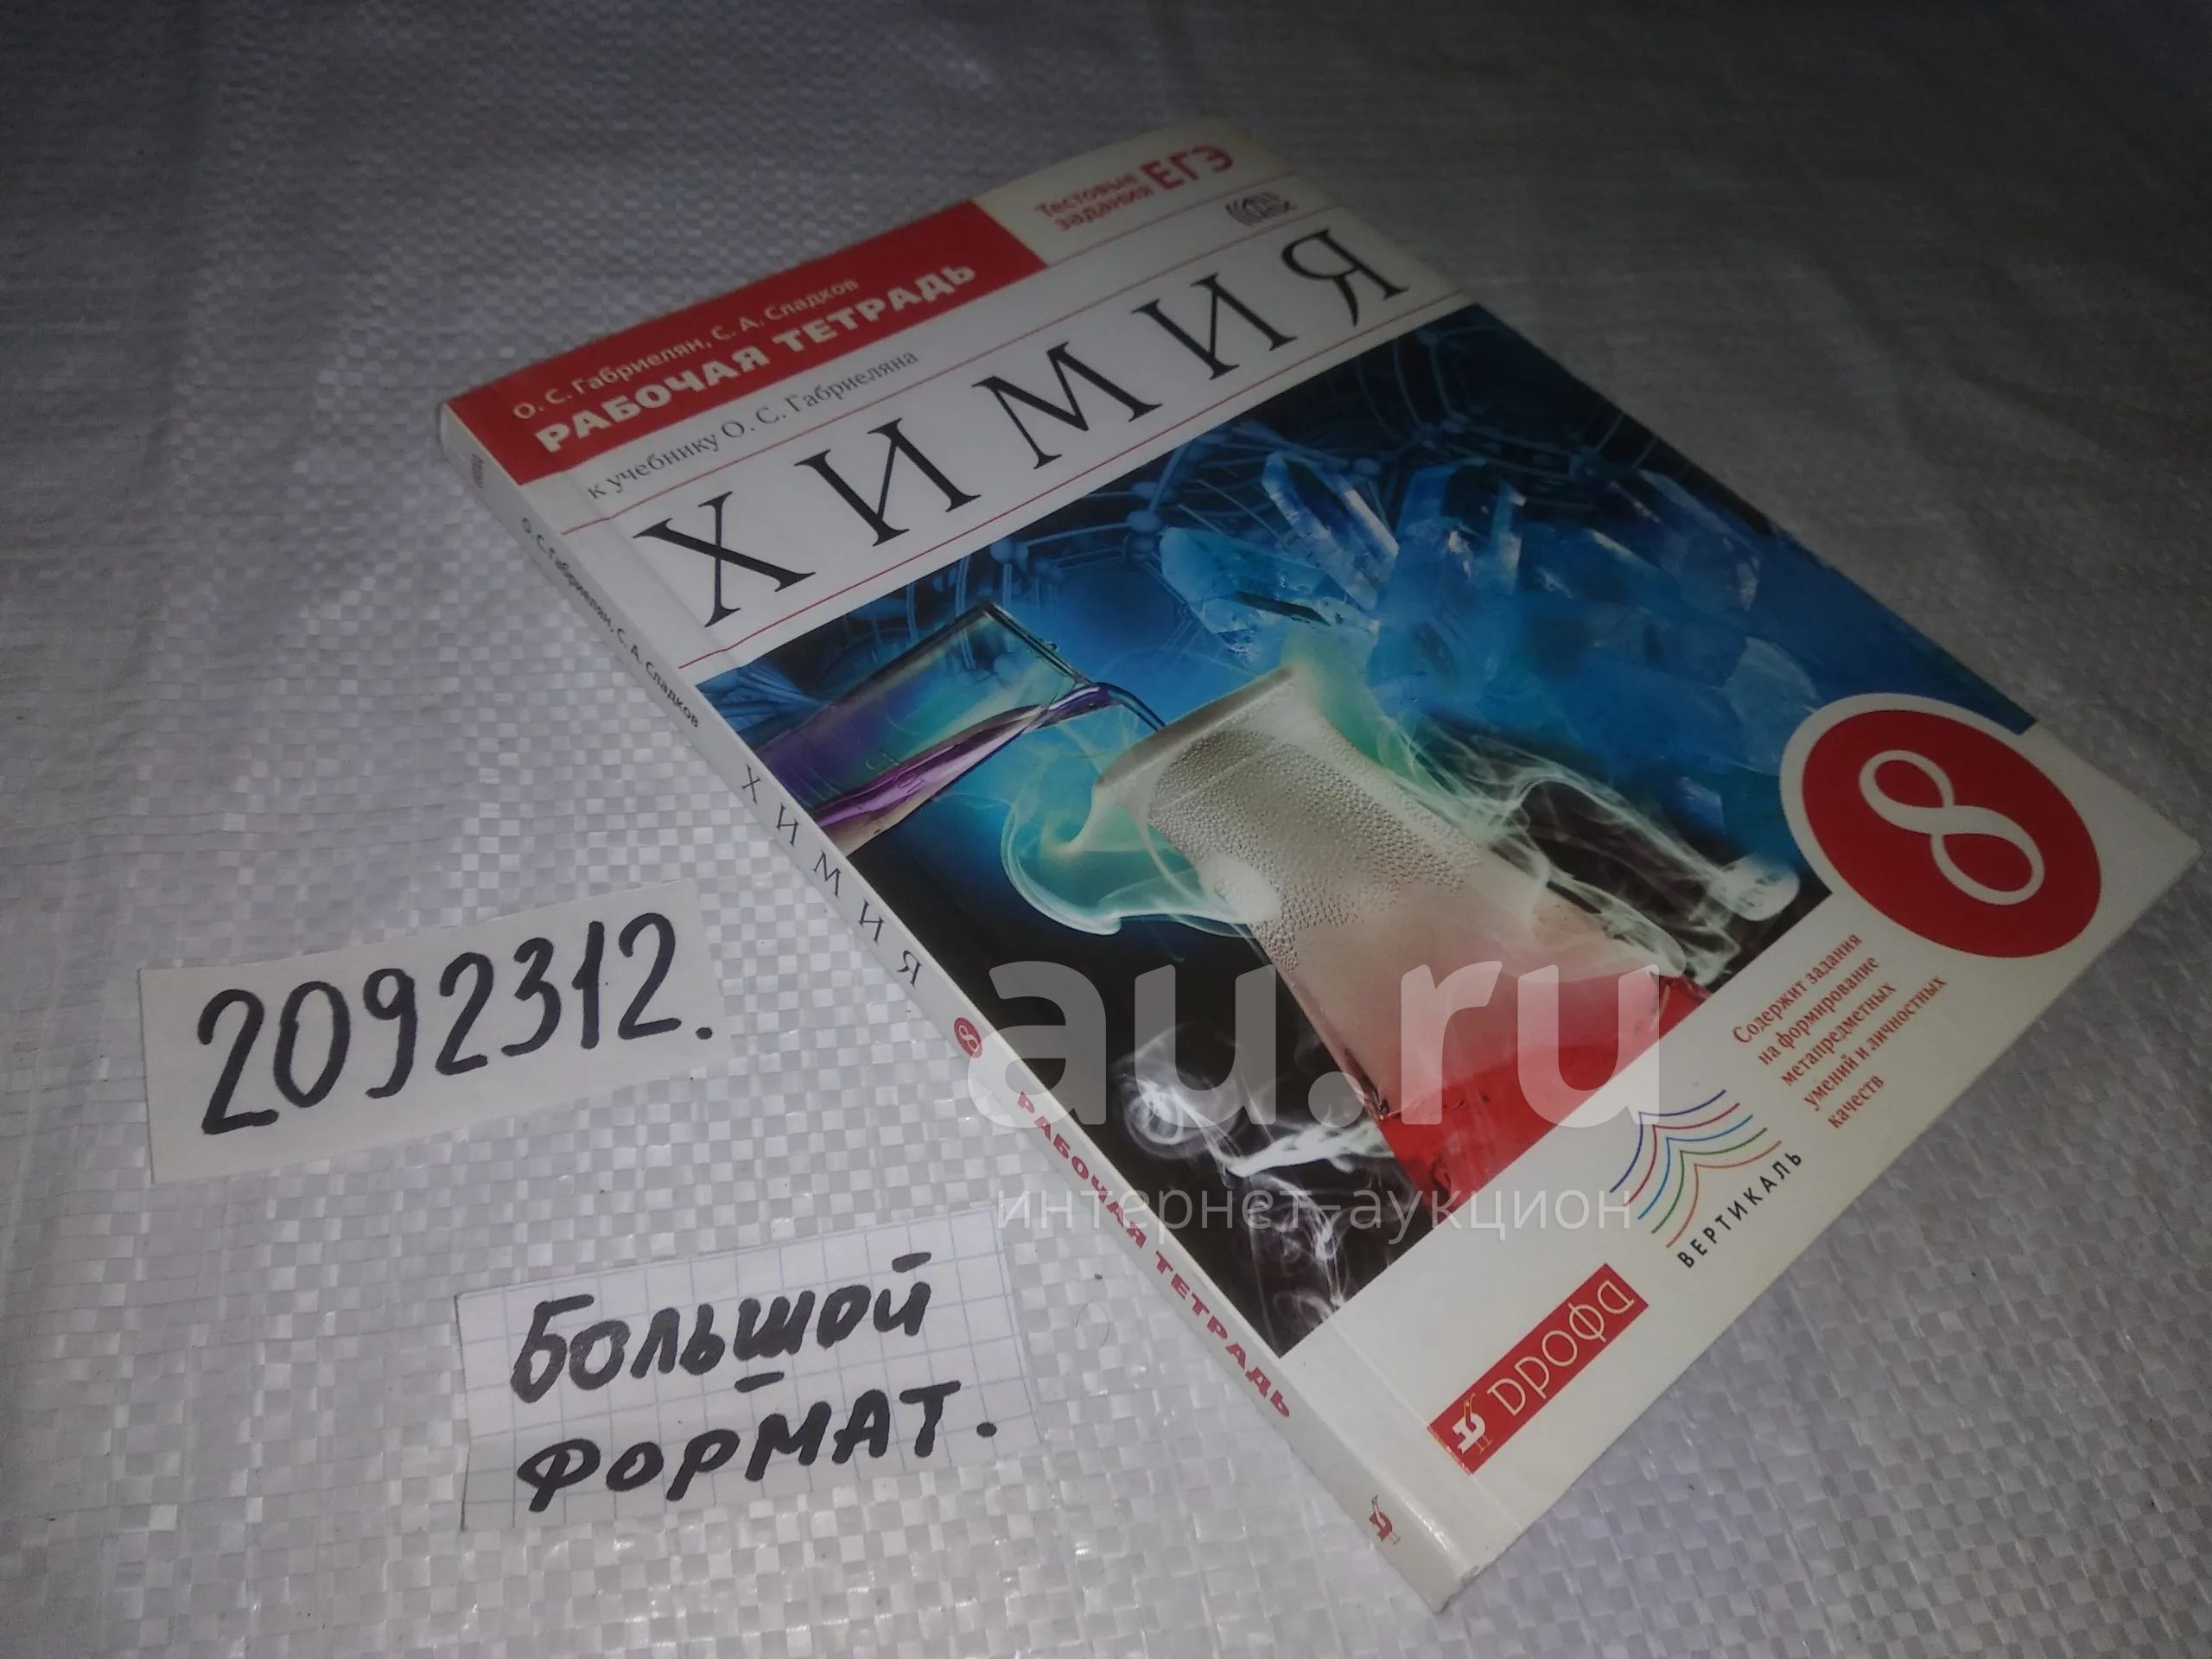 Тестовые
задания ЕГЭ
О. С. Габриелян, С. А. Сладков
РАБОЧАЯ ТЕТРАДЬ
к учебнику О. С. Габриеляна
ХИМИЯ
8
Содержит задания
на формирование
метапредметных
умений и личностных
качеств
ВЕРТИКАЛЬ
ДРОФА
О. С. Габриелян, С. А. Сладков ХИМИЯ 8 РАБОЧАЯ ТЕТРАДЬ
2092312.
БОЛЬШОЙ
ФОРМАТ.
au.ru
интернет-аукцион